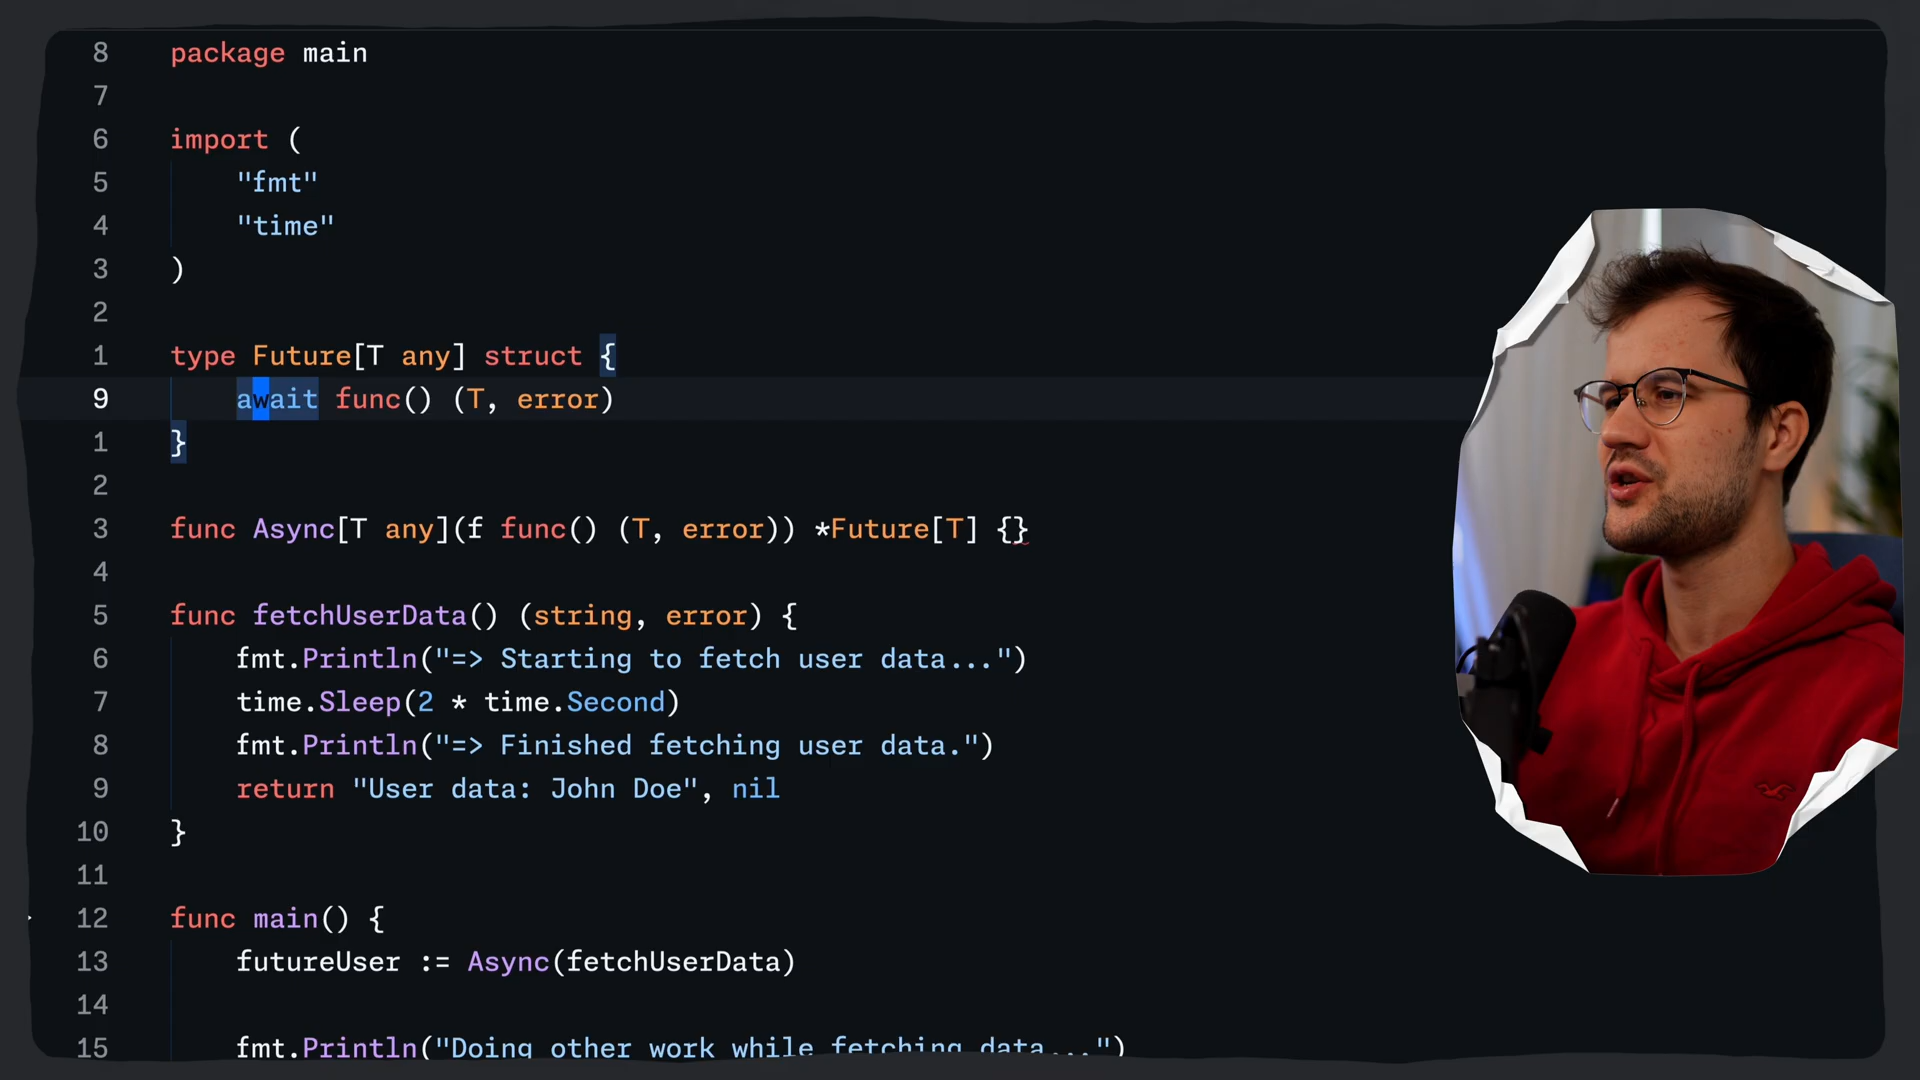 8 package main
7
6 import (
5 "fmt"
4 "time"
3 )
2
1 type Future[T any] struct {
9 await func() (T, error)
1 }
2
3 func Async[T any](f func() (T, error)) *Future[T] {}
4
5 func fetchUserData() (string, error) {
6 fmt.Println("=> Starting to fetch user data...")
7 time.Sleep(2 * time.Second)
8 fmt.Println("=> Finished fetching user data.")
9 return "User data: John Doe", nil
10 }
11
12 func main() {
13 futureUser := Async(fetchUserData)
14
15 fmt.Println("Doing other work while fetching data...")